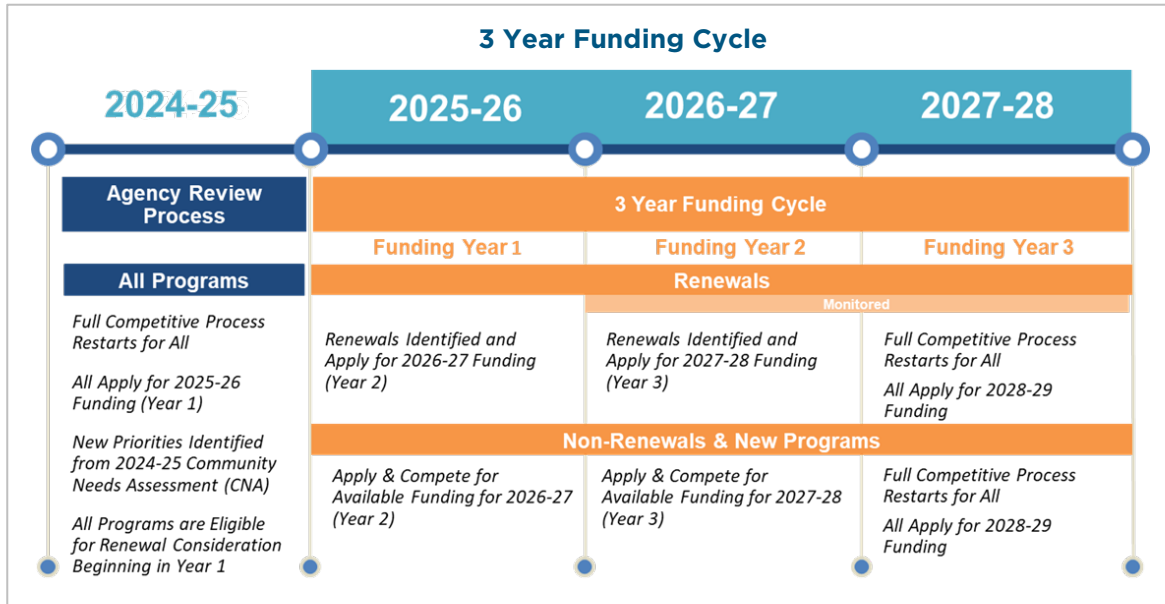 3 Year Funding Cycle
2024-25
2025-26
2026-27
2027-28
Agency Review
Process
3 Year Funding Cycle
Funding Year 1
Funding Year 2
Funding Year 3
All Programs
Renewals
Monitored
Full Competitive Process
Restarts for All
All Apply for 2025-26
Funding (Year 1)
New Priorities Identified
from 2024-25 Community
Needs Assessment (CNA)
All Programs are Eligible
for Renewal Consideration
Beginning in Year 1
Renewals Identified and
Apply for 2026-27 Funding
(Year 2)
Renewals Identified and
Apply for 2027-28 Funding
(Year 3)
Full Competitive Process
Restarts for All
All Apply for 2028-29
Funding
Non-Renewals & New Programs
Apply & Compete for
Available Funding for 2026-27
(Year 2)
Apply & Compete for
Available Funding for 2027-28
(Year 3)
Full Competitive Process
Restarts for All
All Apply for 2028-29
Funding